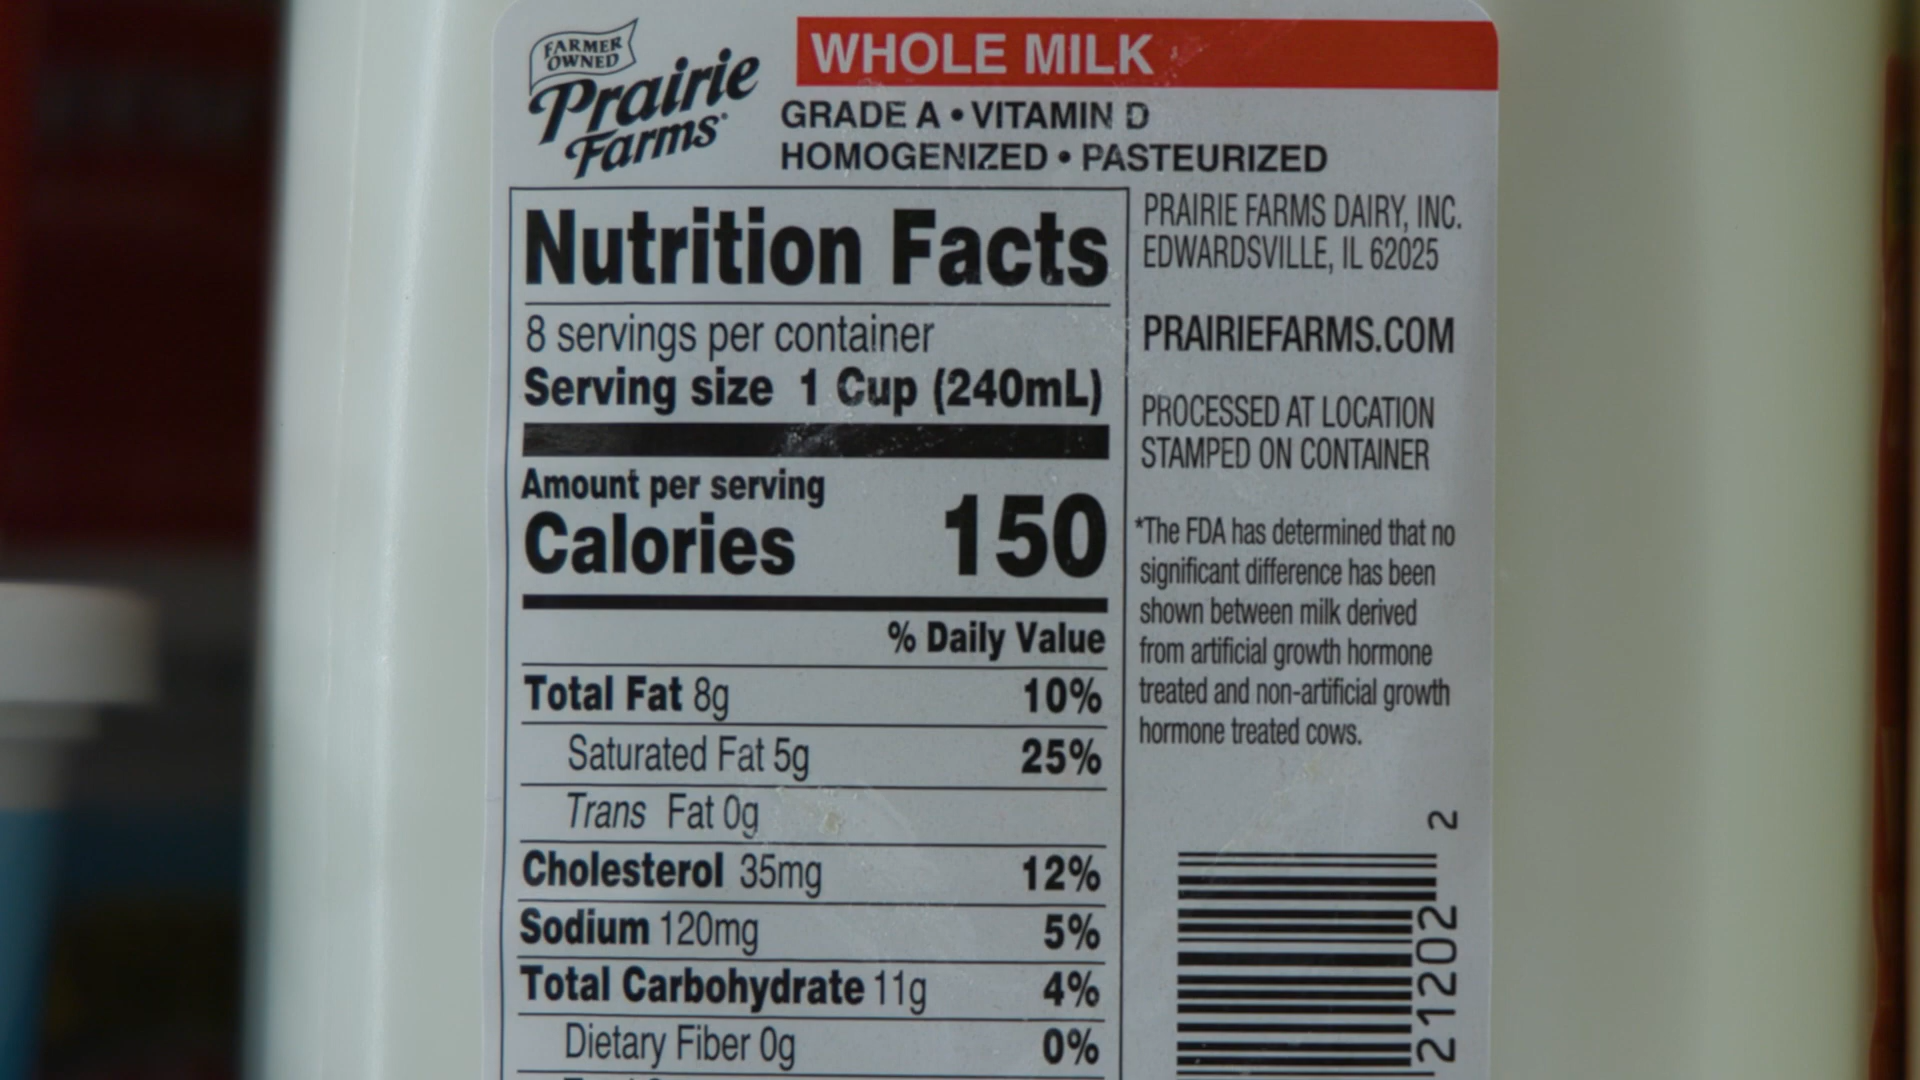 FARMER
OWNED
Prairie
Farms
WHOLE MILK
GRADE A • VITAMIN D
HOMOGENIZED • PASTEURIZED
Nutrition Facts
8 servings per container
Serving size 1 Cup (240mL)
Amount per serving
Calories 150
% Daily Value
Total Fat 8g 10%
Saturated Fat 5g 25%
Trans Fat 0g
Cholesterol 35mg 12%
Sodium 120mg 5%
Total Carbohydrate 11g 4%
Dietary Fiber 0g 0%
PRAIRIE FARMS DAIRY, INC.
EDWARDSVILLE, IL 62025
PRAIRIEFARMS.COM
PROCESSED AT LOCATION
STAMPED ON CONTAINER
*The FDA has determined that no
significant difference has been
shown between milk derived
from artificial growth hormone
treated and non-artificial growth
hormone treated cows.
2
21202